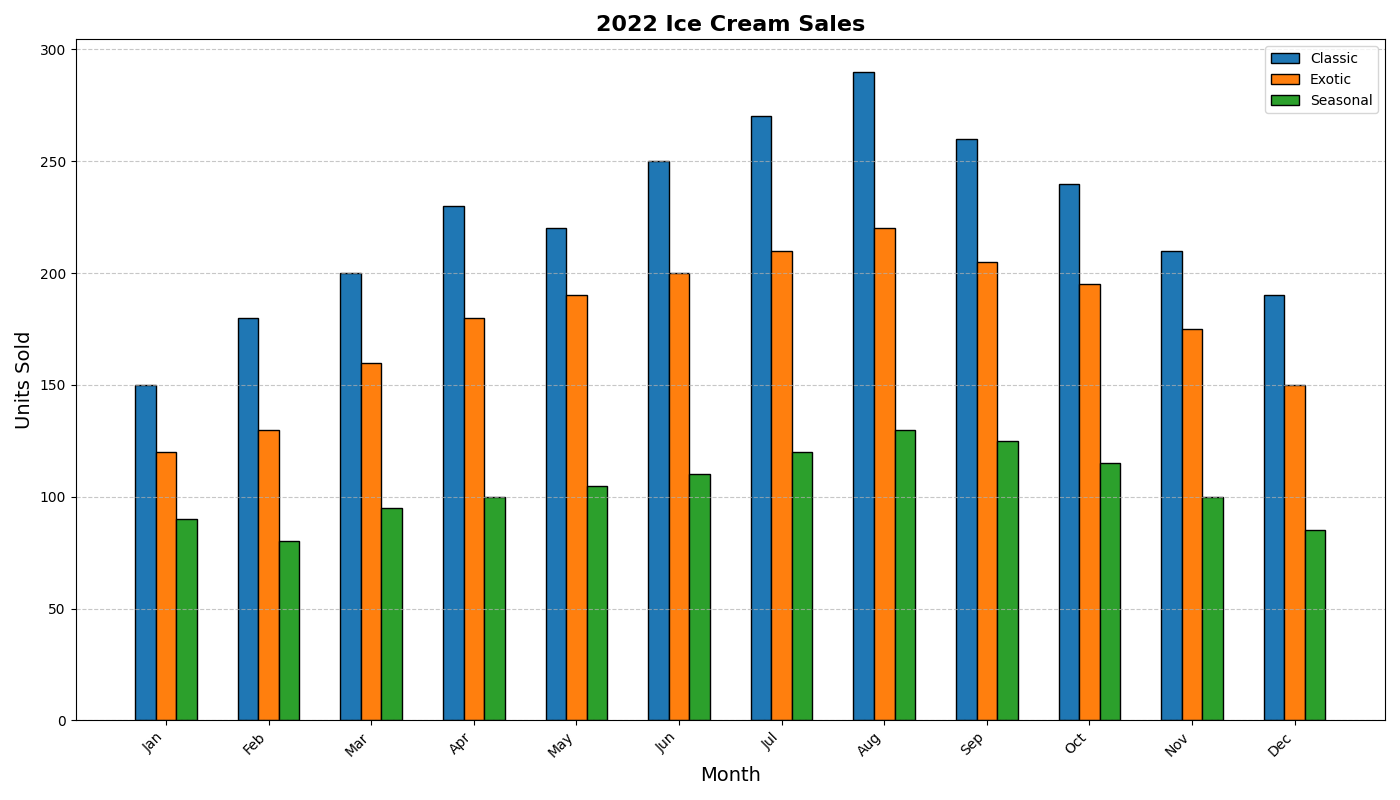 2022 Ice Cream Sales
Classic
Exotic
Seasonal
Units Sold
300
250
200
150
100
50
0
Jan
Feb
Mar
Apr
May
Jun
Jul
Aug
Sep
Oct
Nov
Dec
Month